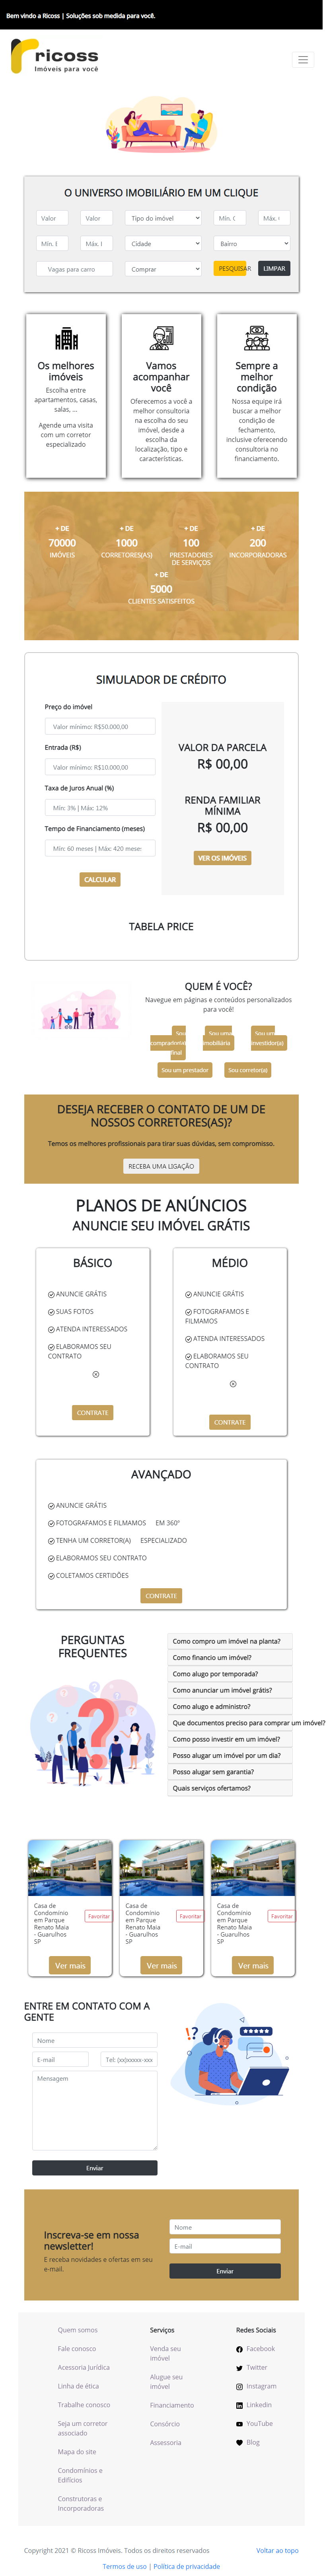 Bem vindo a Ricoss | Soluções sob medida para você.
ricoss
Imóveis para você
O UNIVERSO IMOBILIÁRIO EM UM CLIQUE
Valor
Valor
Tipo do imóvel
Mín.
Máx.
Mín.
Máx.
Cidade
Bairro
Vagas para carro
Comprar
PESQUISAR
LIMPAR
Os melhores
imóveis
Escolha entre
apartamentos, casas,
salas, ...
Agende uma visita
com um corretor
especializado
Vamos
acompanhar
você
Oferecemos a você a
melhor consultoria
na escolha do seu
imóvel, desde a
escolha da
localização, tipo e
características.
Sempre a
melhor
condição
Nossa equipe irá
buscar a melhor
condição de
fechamento,
inclusive oferecendo
consultoria no
financiamento.
+ DE
70000
IMÓVEIS
+ DE
1000
CORRETORES(AS)
+ DE
100
PRESTADORES
DE SERVIÇOS
+ DE
200
INCORPORADORAS
+ DE
5000
CLIENTES SATISFEITOS
SIMULADOR DE CRÉDITO
Preço do imóvel
Valor mínimo: R$50.000,00
Entrada (R$)
Valor mínimo: R$10.000,00
Taxa de Juros Anual (%)
Mín: 3% | Máx: 12%
Tempo de Financiamento (meses)
Mín: 60 meses | Máx: 420 meses
CALCULAR
VALOR DA PARCELA
R$ 00,00
RENDA FAMILIAR
MÍNIMA
R$ 00,00
VER OS IMÓVEIS
TABELA PRICE
QUEM É VOCÊ?
Navegue em páginas e conteúdos personalizados
para você!
Sou
comprador(a)
final
Sou uma
imobiliária
Sou um
investidor(a)
Sou um prestador
Sou corretor(a)
DESEJA RECEBER O CONTATO DE UM DE
NOSSOS CORRETORES(AS)?
Temos os melhores profissionais para tirar suas dúvidas, sem compromisso.
RECEBA UMA LIGAÇÃO
PLANOS DE ANÚNCIOS
ANUNCIE SEU IMÓVEL GRÁTIS
BÁSICO
ANUNCIE GRÁTIS
SUAS FOTOS
ATENDA INTERESSADOS
ELABORAMOS SEU
CONTRATO
CONTRATE
MÉDIO
ANUNCIE GRÁTIS
FOTOGRAFAMOS E
FILMAMOS
ATENDA INTERESSADOS
ELABORAMOS SEU
CONTRATO
CONTRATE
AVANÇADO
ANUNCIE GRÁTIS
FOTOGRAFAMOS E FILMAMOS EM 360°
TENHA UM CORRETOR(A) ESPECIALIZADO
ELABORAMOS SEU CONTRATO
COLETAMOS CERTIDÕES
CONTRATE
PERGUNTAS
FREQUENTES
Como compro um imóvel na planta?
Como financio um imóvel?
Como alugo por temporada?
Como anunciar um imóvel grátis?
Como alugo e administro?
Que documentos preciso para comprar um imóvel?
Como posso investir em um imóvel?
Posso alugar um imóvel por um dia?
Posso alugar sem garantia?
Quais serviços ofertamos?
Casa de
Condomínio
em Parque
Renato Maia
- Guarulhos
SP
Favoritar
Ver mais
Casa de
Condomínio
em Parque
Renato Maia
- Guarulhos
SP
Favoritar
Ver mais
Casa de
Condomínio
em Parque
Renato Maia
- Guarulhos
SP
Favoritar
Ver mais
ENTRE EM CONTATO COM A
GENTE
Nome
E-mail
Tel: (xx)xxxxx-xxx
Mensagem
Enviar
Inscreva-se em nossa
newsletter!
E receba novidades e ofertas em seu
e-mail.
Nome
E-mail
Enviar
Quem somos
Fale conosco
Acessoria Jurídica
Linha de ética
Trabalhe conosco
Seja um corretor
associado
Mapa do site
Condomínios e
Edifícios
Construtoras e
Incorporadoras
Serviços
Venda seu
imóvel
Alugue seu
imóvel
Financiamento
Consórcio
Assessoria
Redes Sociais
Facebook
Twitter
Instagram
Linkedin
YouTube
Blog
Copyright 2021 © Ricoss Imóveis. Todos os direitos reservados
Voltar ao topo
Termos de uso | Política de privacidade